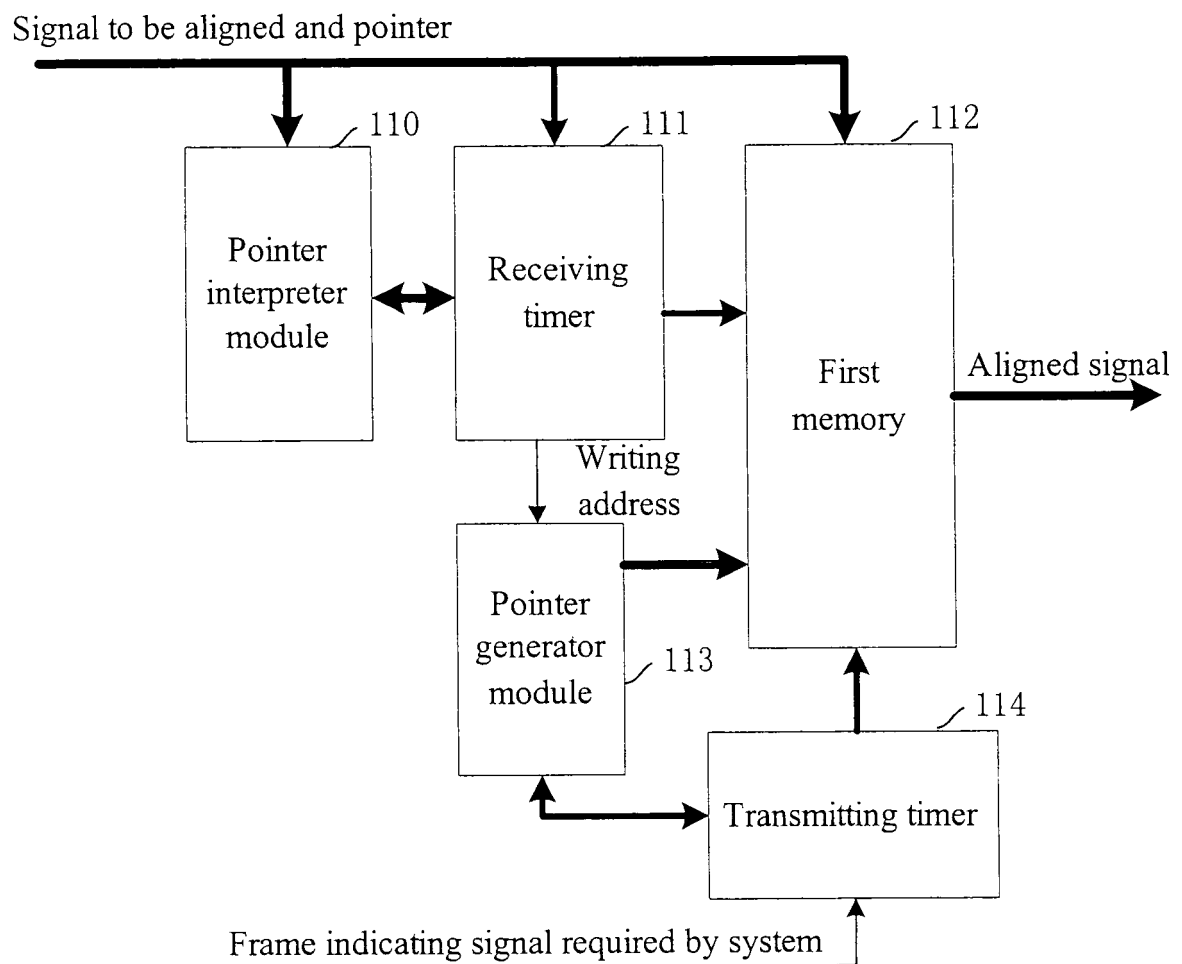 Signal to be aligned and pointer
110
111
112
Pointer
interpreter
module
Receiving
timer
First
memory
Aligned signal
Writing
address
Pointer
generator
module
113
114
Transmitting timer
Frame indicating signal required by system